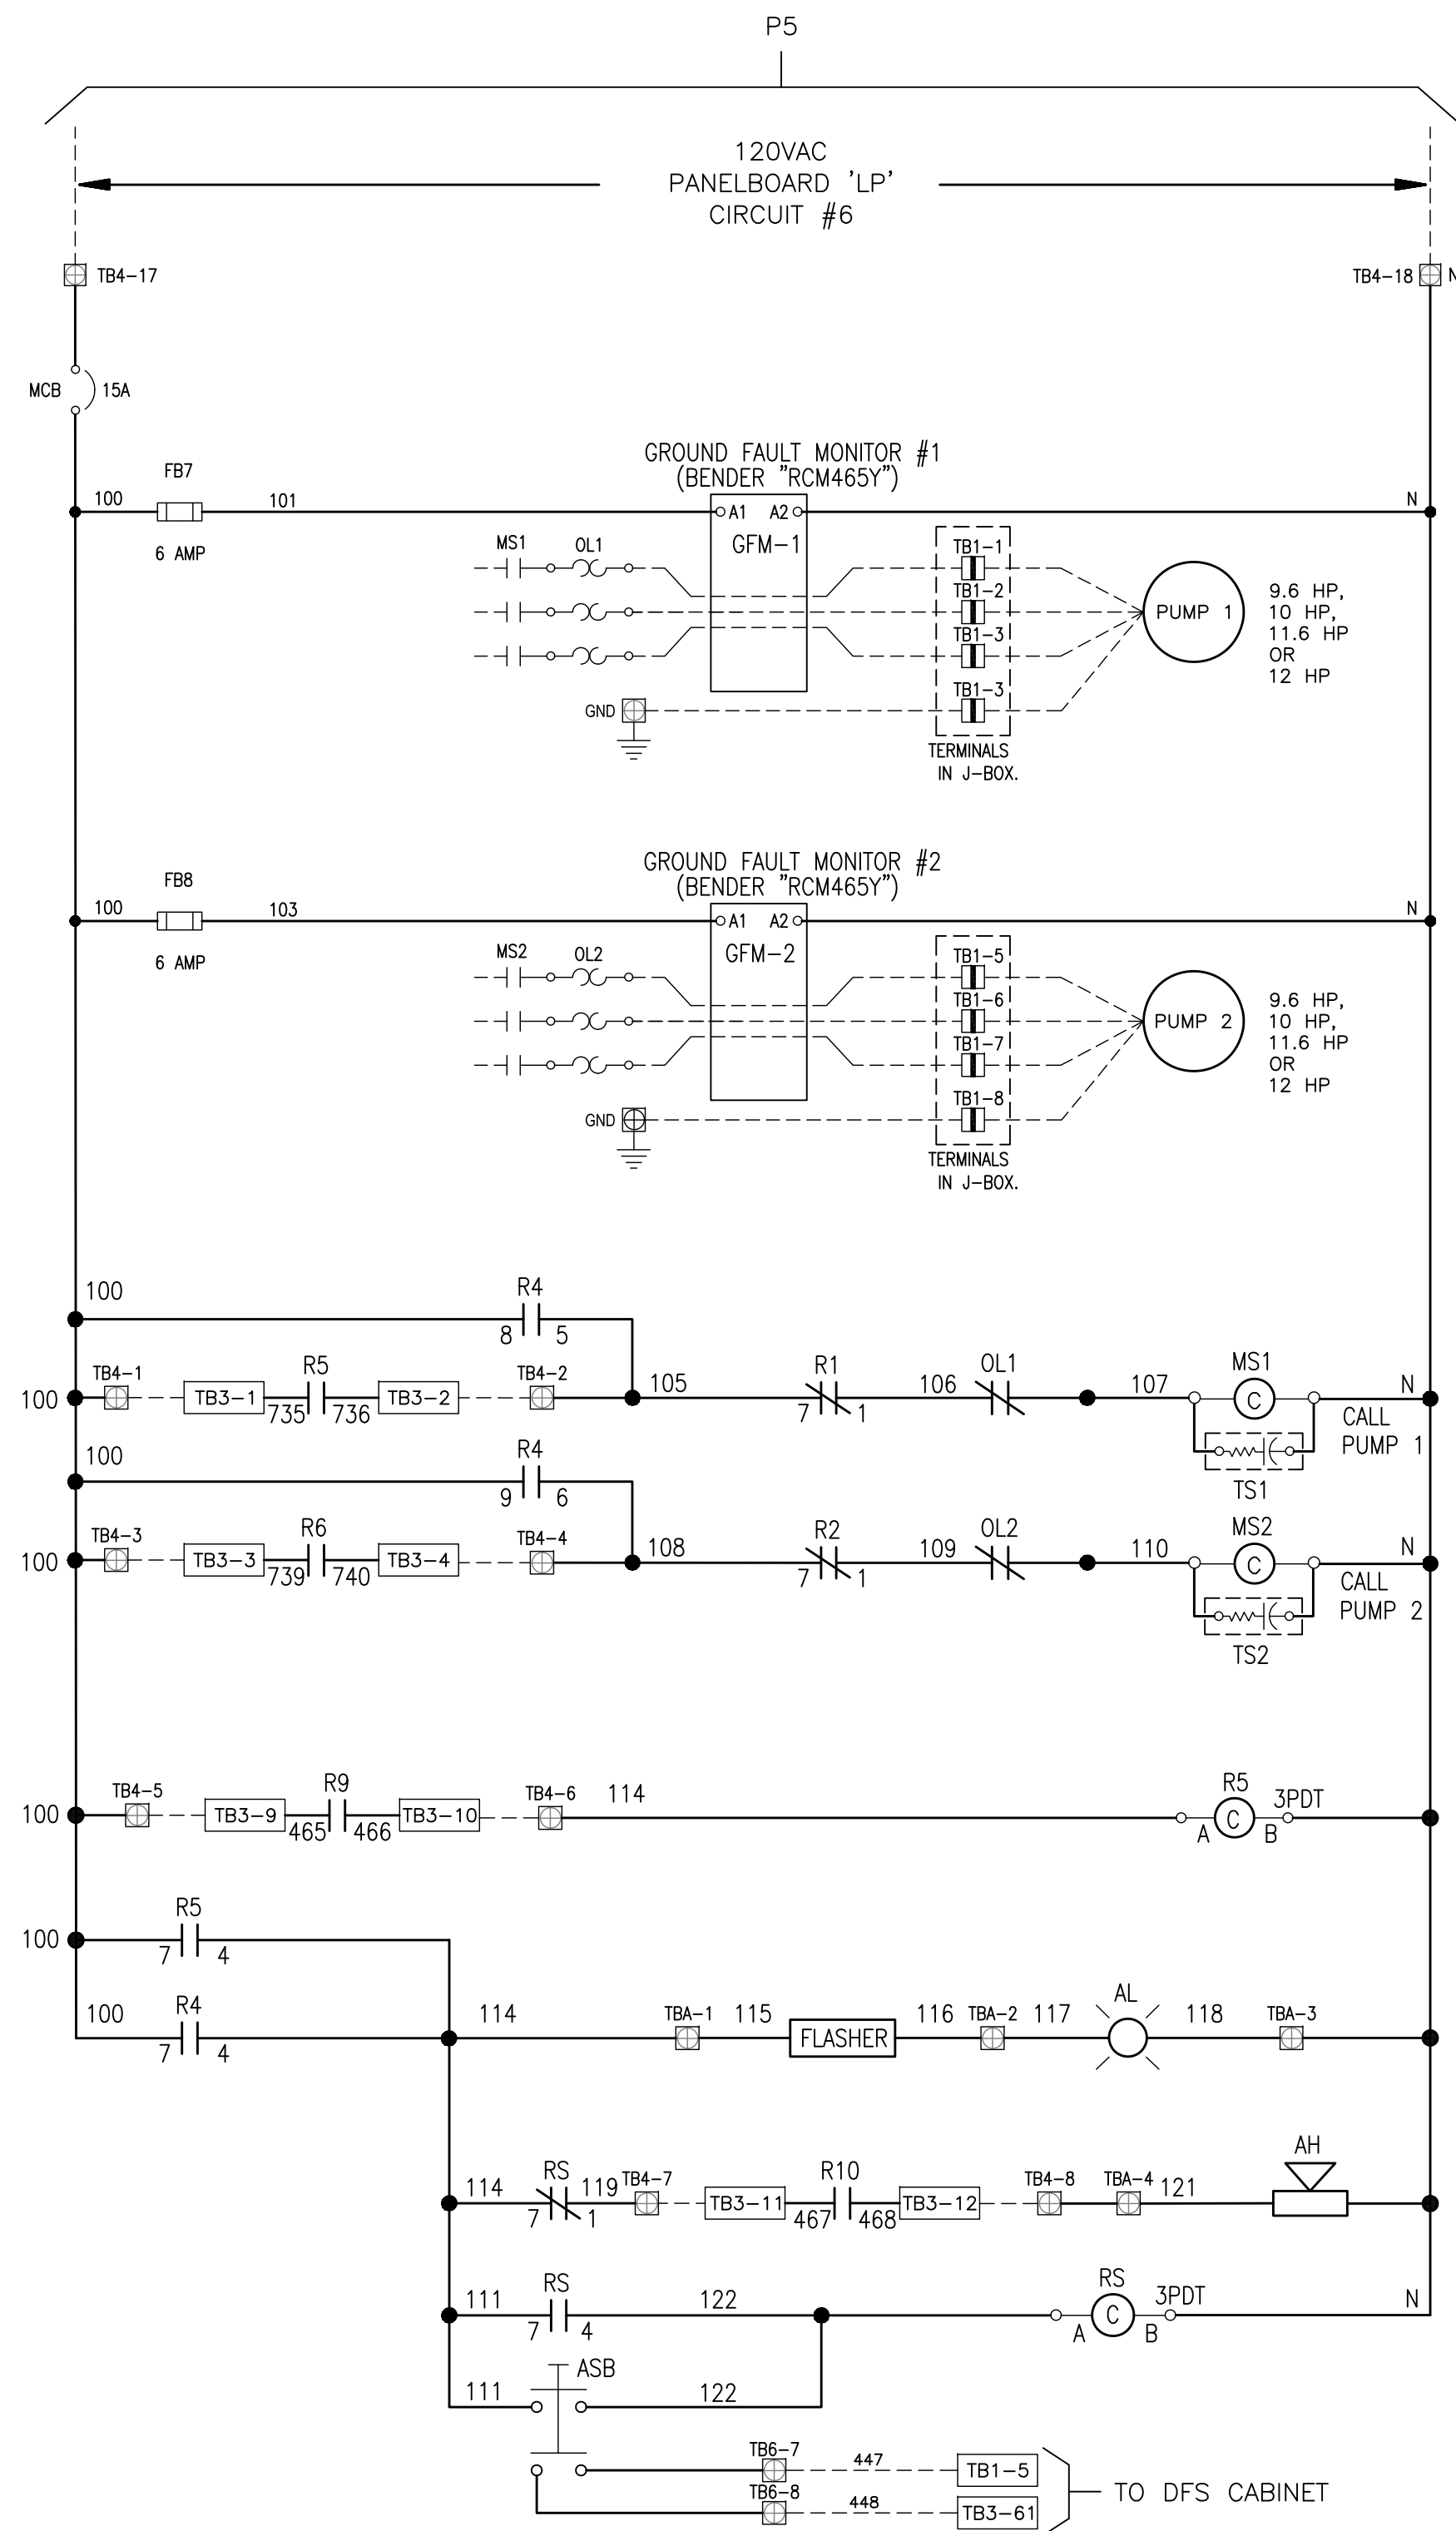 P5
120VAC
PANELBOARD 'LP'
CIRCUIT #6
TB4-17
TB4-18 N
MCB 15A
GROUND FAULT MONITOR #1
(BENDER "RCM465Y")
FB7
100 101 A1 A2 N
6 AMP
GFM-1
MS1 OL1
TB1-1
TB1-2
TB1-3
TB1-3
PUMP 1
9.6 HP,
10 HP,
11.6 HP
OR
12 HP
GND
TERMINALS
IN J-BOX.
GROUND FAULT MONITOR #2
(BENDER "RCM465Y")
FB8
100 103 A1 A2 N
6 AMP
GFM-2
MS2 OL2
TB1-5
TB1-6
TB1-7
TB1-8
PUMP 2
9.6 HP,
10 HP,
11.6 HP
OR
12 HP
GND
TERMINALS
IN J-BOX.
100 R4
8 5
TB4-1 R5 TB4-2 R1 OL1 MS1
100 TB3-1 TB3-2 105 106 107 C N
735 736 7 1
CALL
PUMP 1
TS1
100 R4
9 6
TB4-3 R6 TB4-4 R2 OL2 MS2
100 TB3-3 TB3-4 108 109 110 C N
739 740 7 1
CALL
PUMP 2
TS2
TB4-5 R9 TB4-6 114 R5 3PDT
100 TB3-9 TB3-10 C
465 466 A B
R5
100
7 4
100 R4 114 TBA-1 115 116 TBA-2 117 AL 118 TBA-3
FLASHER
7 4
AH
114 RS 119 TB4-7 R10 TB4-8 TBA-4 121
TB3-11 TB3-12
7 1 467 468
111 RS 122 RS 3PDT N
C
7 4 A B
ASB
111 122
TB6-7 447 TB1-5
TB6-8 448 TB3-61
TO DFS CABINET